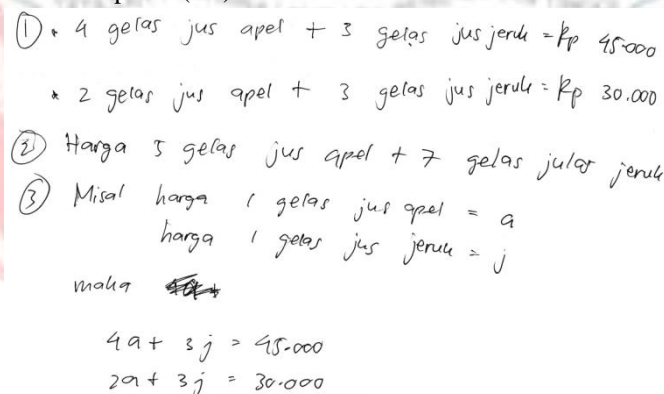 ① • 4 gelas jus apel + 3 gelas jus jeruk = Rp 45.000
* 2 gelas jus apel + 3 gelas jus jeruk = Rp 30.000
② Harga 5 gelas jus apel + 7 gelas jular jeruk
③ Misal harga 1 gelas jus apel = a
harga 1 gelas jus jeruk = j
maka
4a + 3j = 45.000
2a + 3j = 30.000